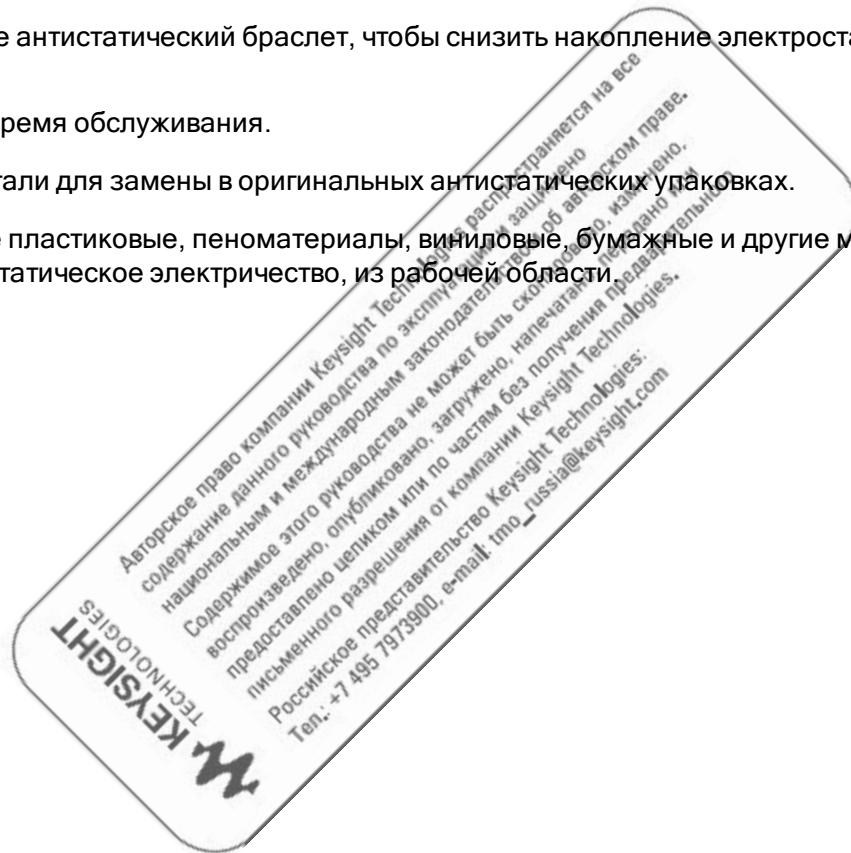 е антистатический браслет, чтобы снизить накопление электроста
ремя обслуживания.
тали для замены в оригинальных антистатических упаковках.
е пластиковые, пеноматериалы, виниловые, бумажные и другие м
татическое электричество, из рабочей области.
Авторское право компании Keysight Technologies распространяется на все
содержание данного руководства по эксплуатации и защищено
национальным и международным законодательством об авторском праве.
Содержимое этого руководства не может быть скопировано, изменено,
воспроизведено, опубликовано, загружено, напечатано, передано или
предоставлено целиком или по частям без получения предварительного
письменного разрешения от компании Keysight Technologies.
Российское представительство Keysight Technologies:
Тел.: +7 495 7973900, e-mail: tmo_russia@keysight.com
KEYSIGHT
TECHNOLOGIES